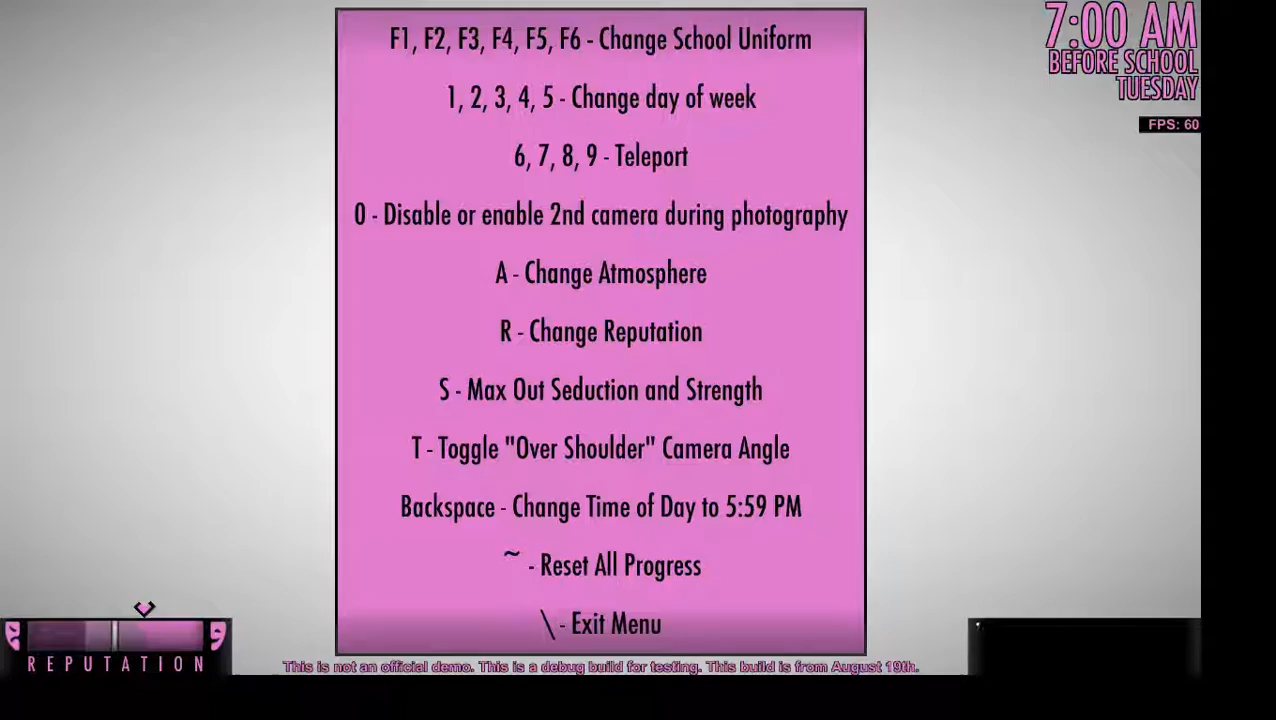 F1, F2, F3, F4, F5, F6 - Change School Uniform
1, 2, 3, 4, 5 - Change day of week
6, 7, 8, 9 - Teleport
0 - Disable or enable 2nd camera during photography
A - Change Atmosphere
R - Change Reputation
S - Max Out Seduction and Strength
T - Toggle "Over Shoulder" Camera Angle
Backspace - Change Time of Day to 5:59 PM
~ - Reset All Progress
\ - Exit Menu
7:00 AM
BEFORE SCHOOL
TUESDAY
FPS: 60
REPUTATION
This is not an official demo. This is a debug build for testing. This build is from August 19th.